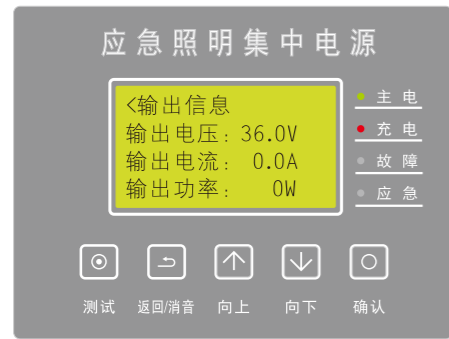 应急照明集中电源
<输出信息
输出电压: 36.0V
输出电流: 0.0A
输出功率: 0W
主电
充电
故障
应急
测试 返回/消音 向上 向下 确认